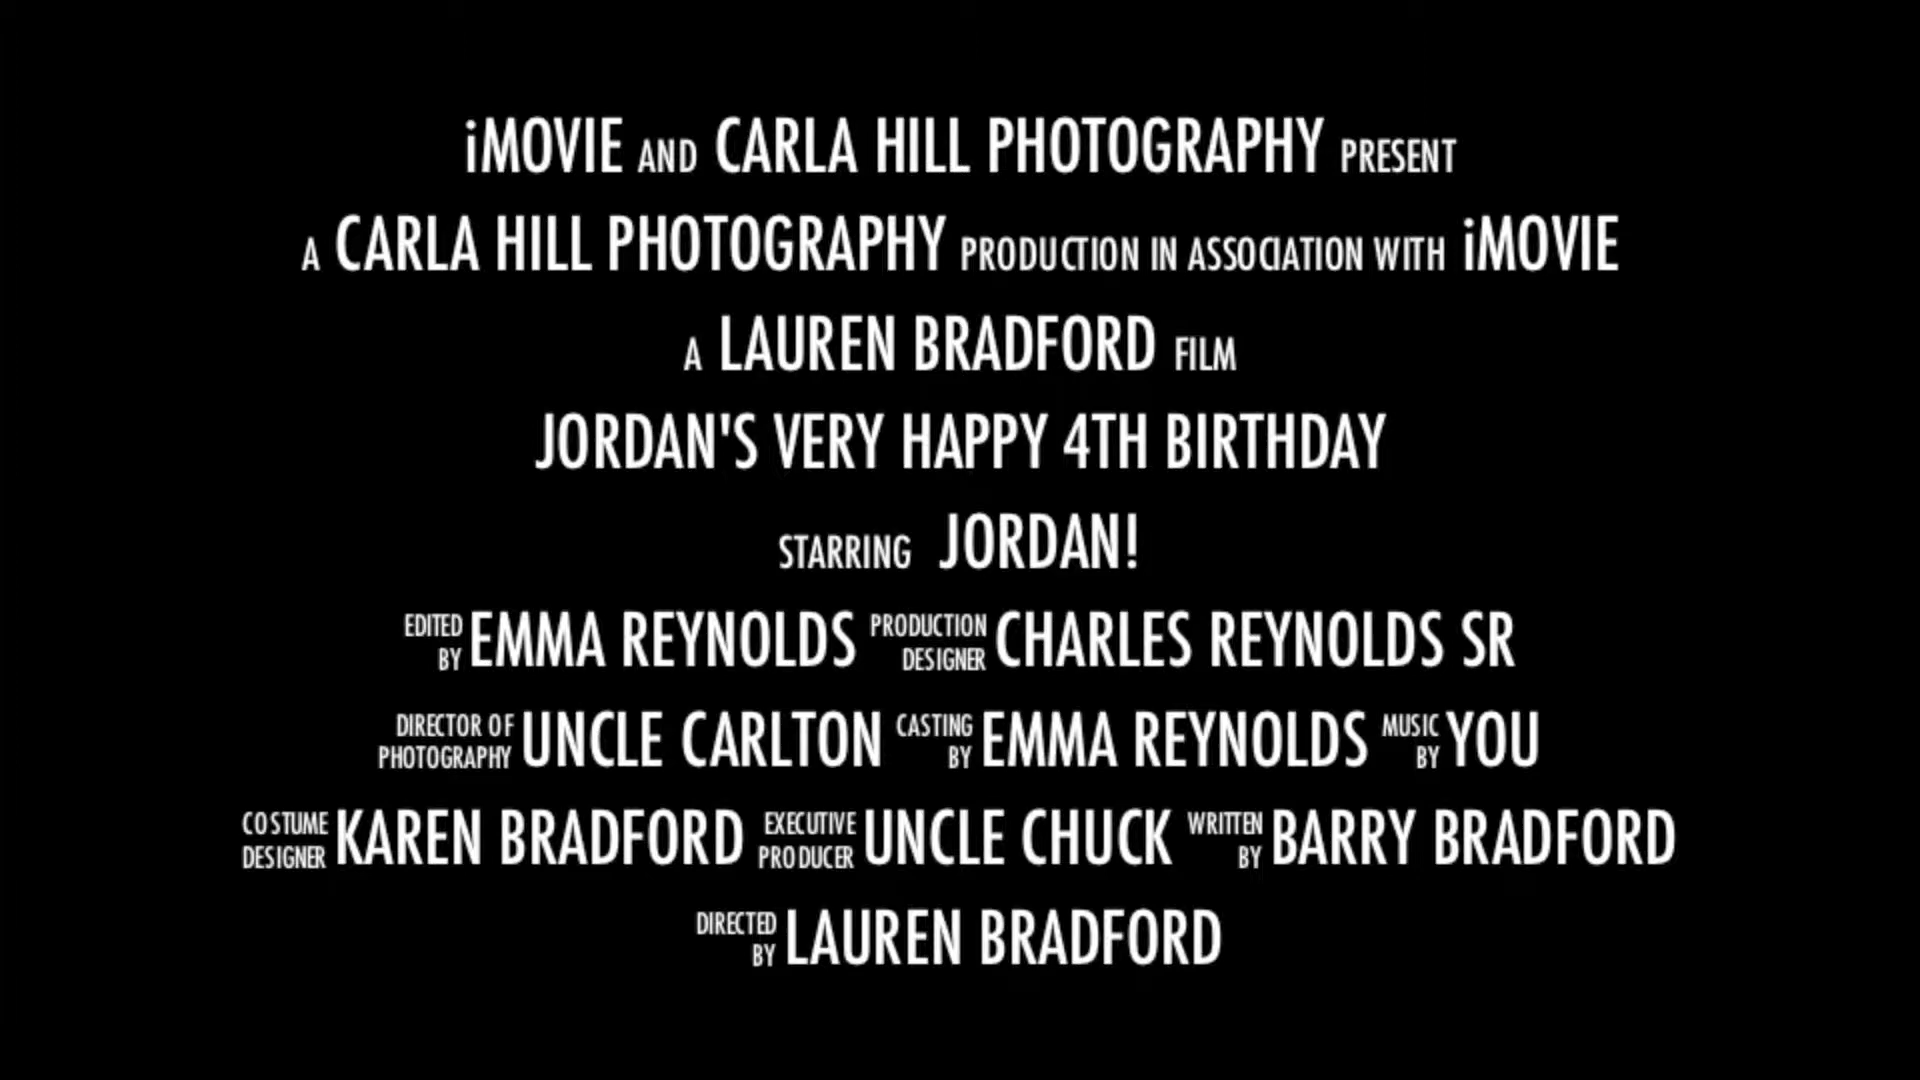 iMOVIE AND CARLA HILL PHOTOGRAPHY PRESENT
A CARLA HILL PHOTOGRAPHY PRODUCTION IN ASSOCIATION WITH iMOVIE
A LAUREN BRADFORD FILM
JORDAN'S VERY HAPPY 4TH BIRTHDAY
STARRING JORDAN!
EDITED BY EMMA REYNOLDS PRODUCTION DESIGNER CHARLES REYNOLDS SR
DIRECTOR OF PHOTOGRAPHY UNCLE CARLTON CASTING BY EMMA REYNOLDS MUSIC BY YOU
COSTUME DESIGNER KAREN BRADFORD EXECUTIVE PRODUCER UNCLE CHUCK WRITTEN BY BARRY BRADFORD
DIRECTED BY LAUREN BRADFORD